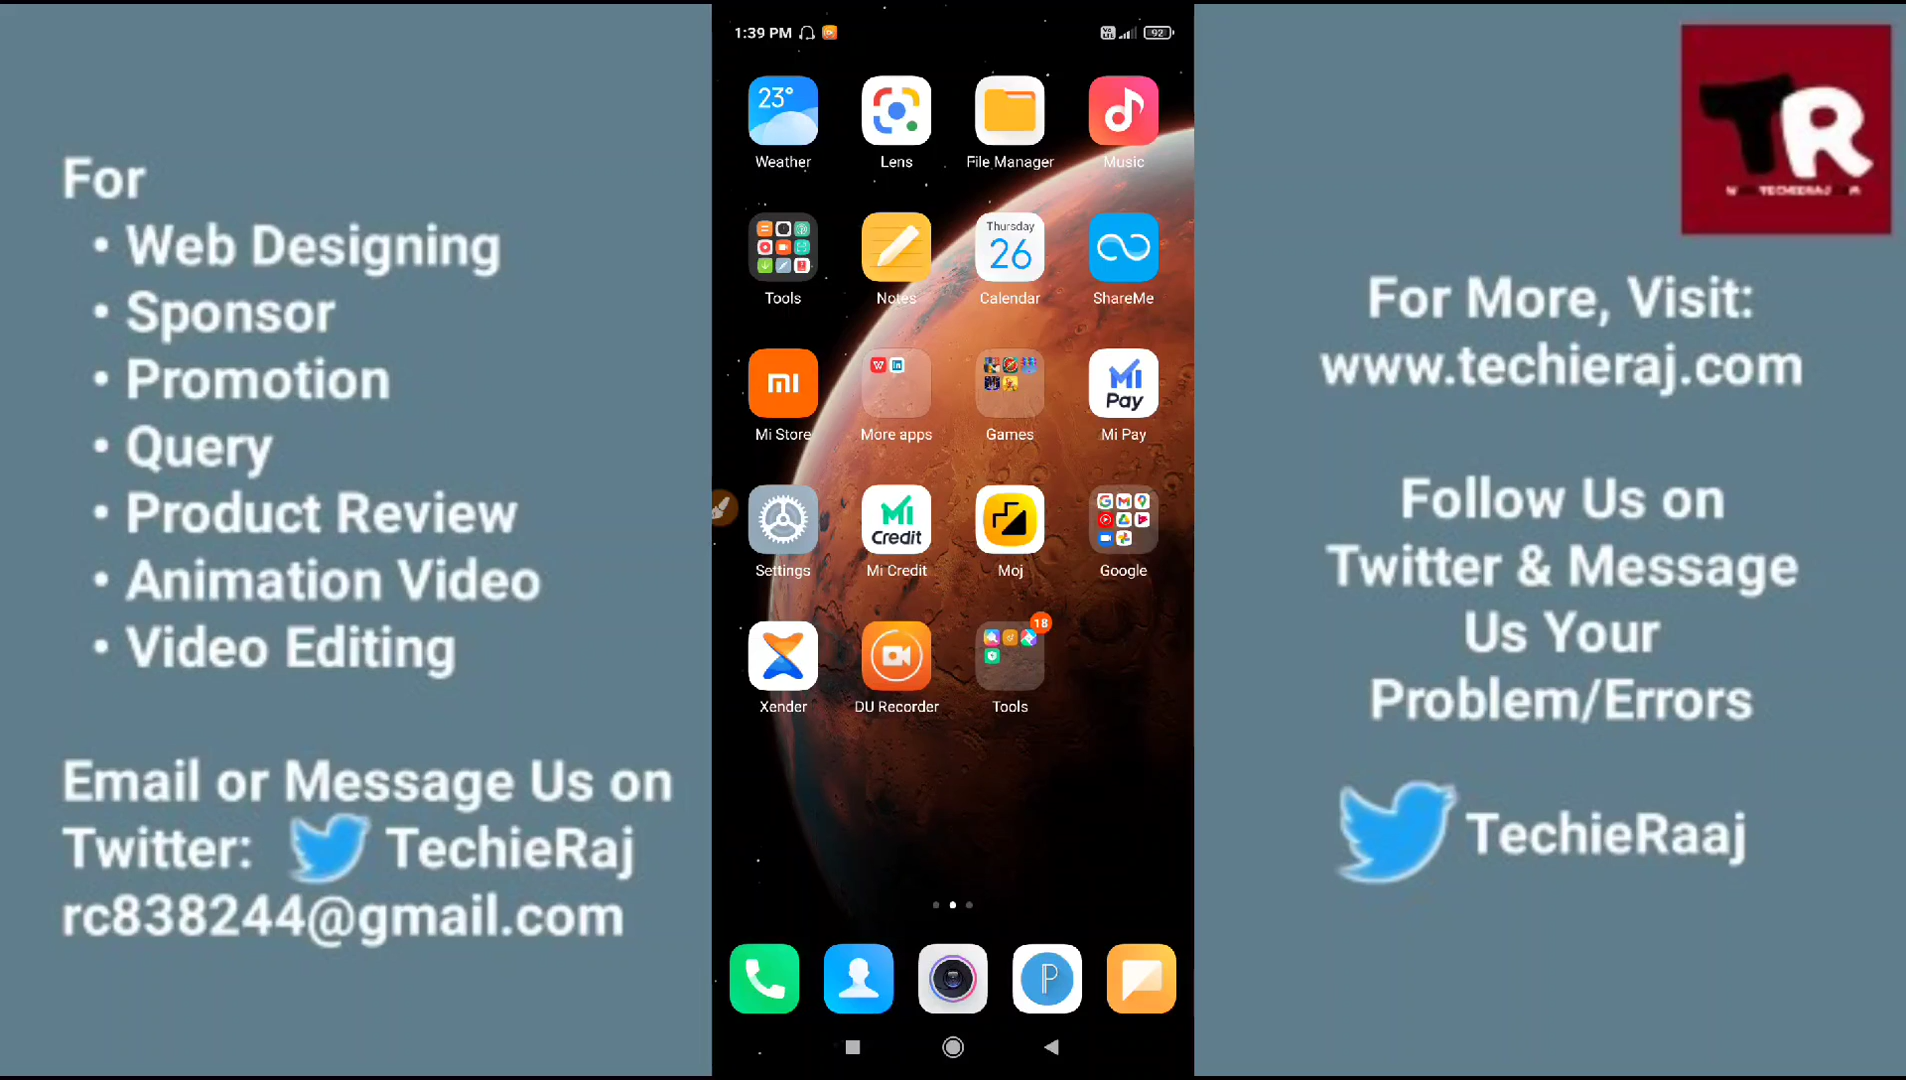 For
• Web Designing
• Sponsor
• Promotion
• Query
• Product Review
• Animation Video
• Video Editing
Email or Message Us on
Twitter: TechieRaj
rc838244@gmail.com
1:39 PM
92
23°
Weather
Lens
File Manager
Music
Tools
Notes
Thursday
26
Calendar
ShareMe
mi
Mi Store
More apps
Games
Mi
Pay
Mi Pay
Settings
Mi
Credit
Mi Credit
Moj
Google
Xender
DU Recorder
18
Tools
TR
For More, Visit:
www.techieraj.com
Follow Us on
Twitter & Message
Us Your
Problem/Errors
TechieRaaj